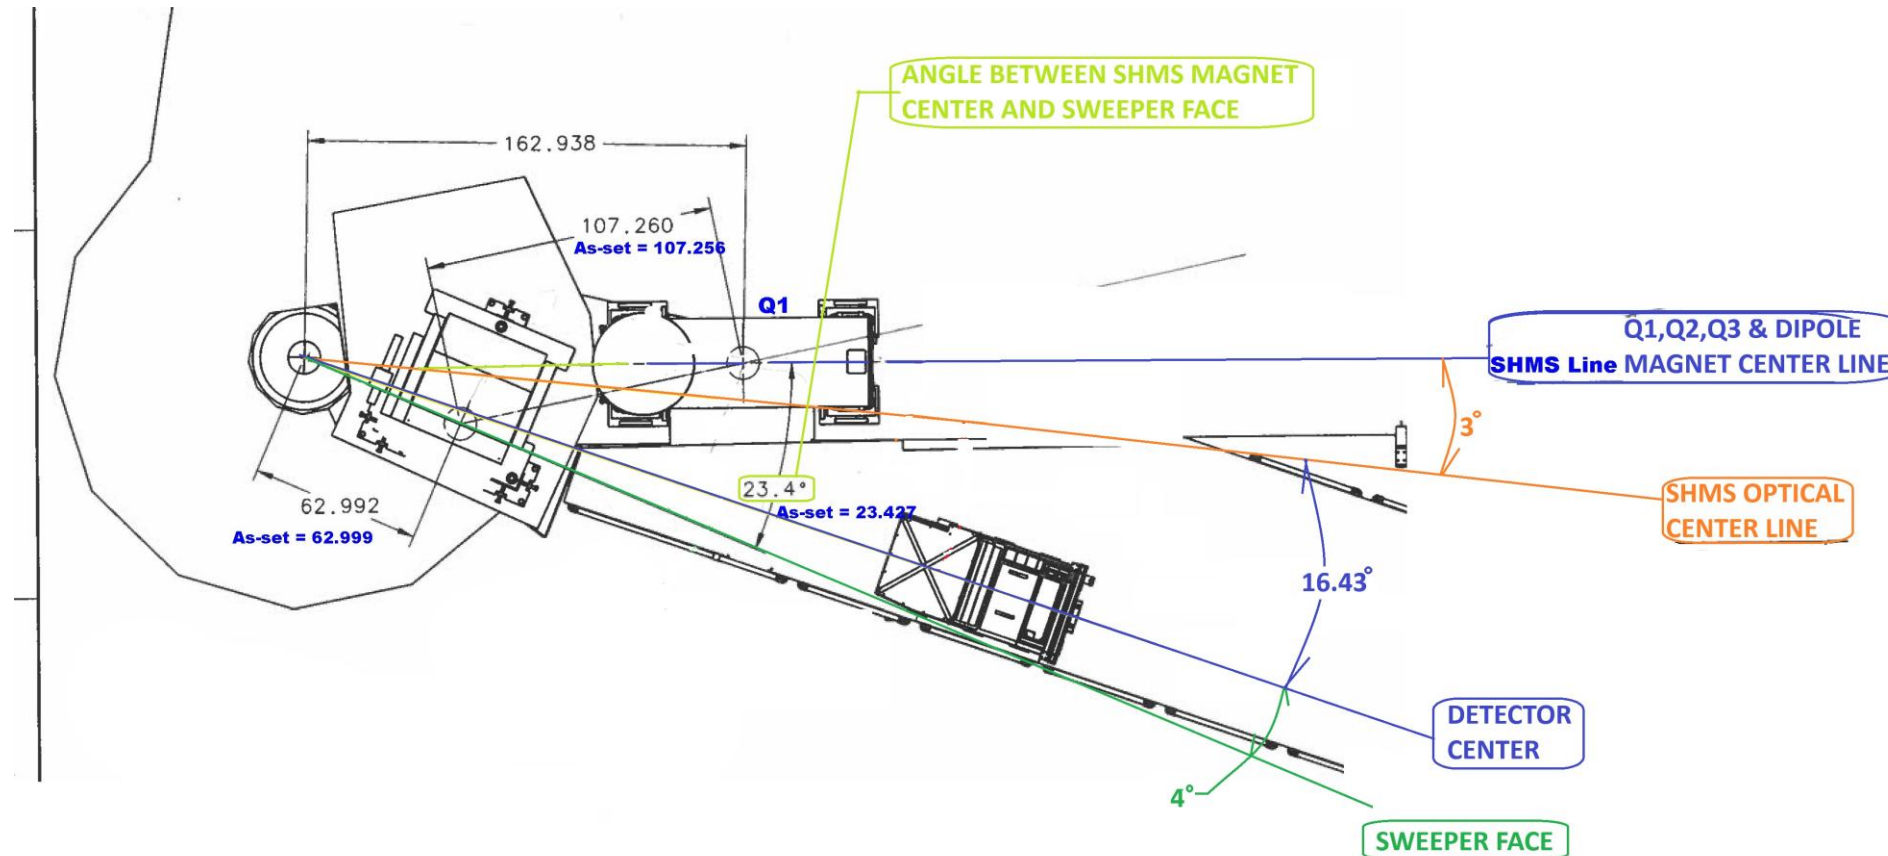 ANGLE BETWEEN SHMS MAGNET
CENTER AND SWEEPER FACE
162.938
107.260
As-set = 107.256
Q1
Q1,Q2,Q3 & DIPOLE
SHMS Line MAGNET CENTER LINE
3°
SHMS OPTICAL
CENTER LINE
23.4°
As-set = 23.427
62.992
As-set = 62.999
16.43°
DETECTOR
CENTER
4°
SWEEPER FACE